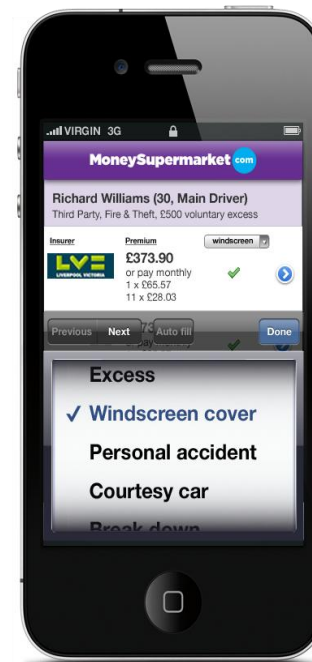 VIRGIN 3G
MoneySupermarket com
Richard Williams (30, Main Driver)
Third Party, Fire & Theft, £500 voluntary excess
Insurer Premium windscreen
LV=
LIVERPOOL VICTORIA
£373.90
or pay monthly
1 x £65.57
11 x £28.03
Previous Next Auto fill Done
Excess
✓ Windscreen cover
Personal accident
Courtesy car
Break down